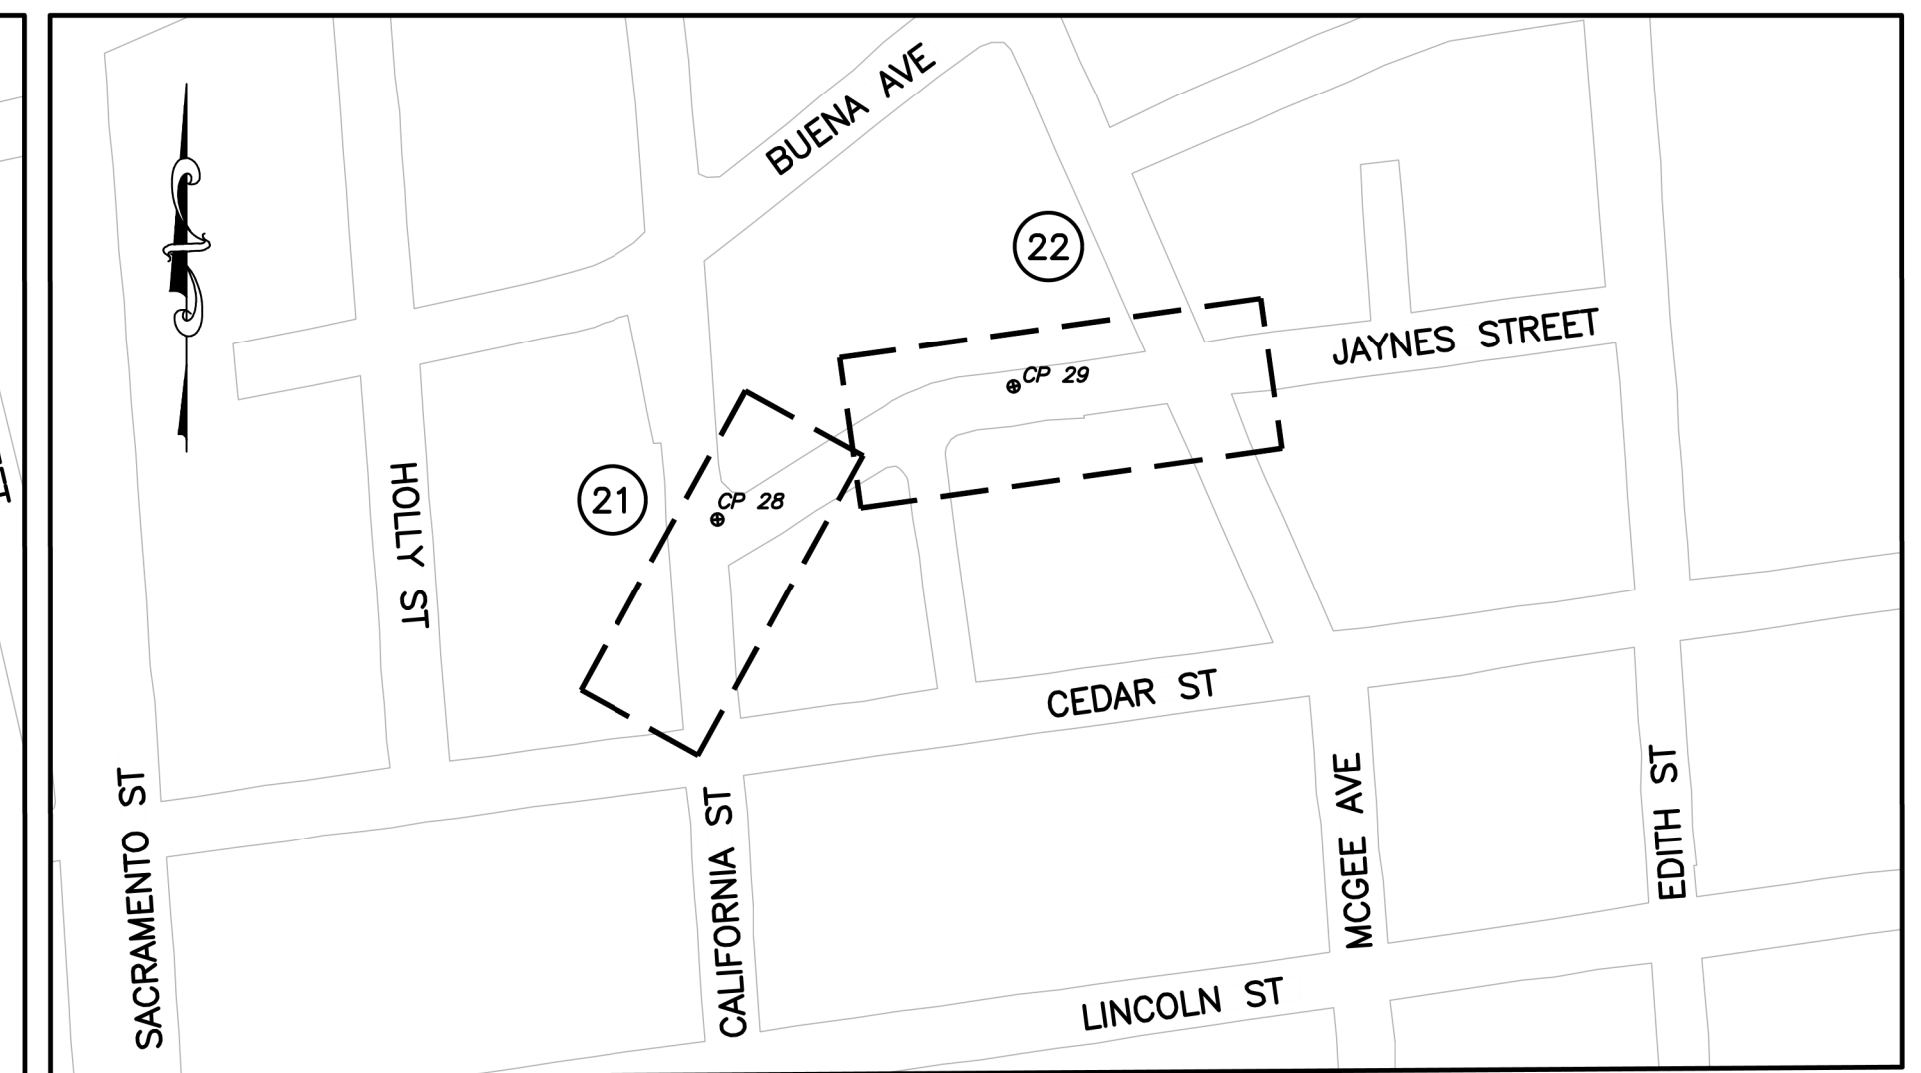 BUENA AVE
22
JAYNES STREET
CP 29
21
CP 28
HOLLY ST
CEDAR ST
SACRAMENTO ST
CALIFORNIA ST
MCGEE AVE
EDITH ST
LINCOLN ST